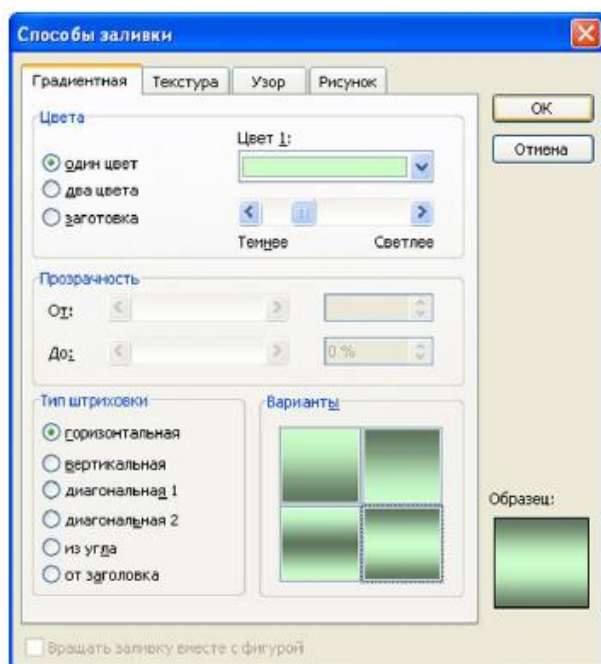 Способы заливки
Градиентная Текстура Узор Рисунок
Цвета
один цвет
два цвета
заготовка
Цвет 1:
Темнее Светлее
ОК
Отмена
Прозрачность
От:
До: 0 %
Тип штриховки
горизонтальная
вертикальная
диагональная 1
диагональная 2
из угла
от заголовка
Варианты
Образец:
Вращать заливку вместе с фигурой